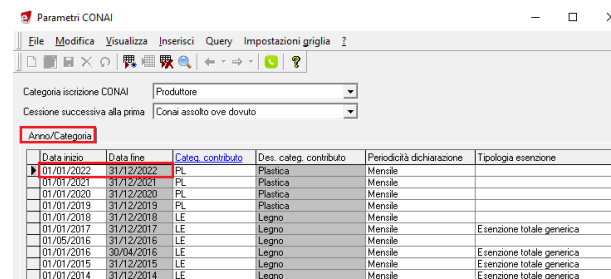 Parametri CONAI
File Modifica Visualizza Inserisci Query Impostazioni griglia ?
Categoria iscrizione CONAI Produttore
Cessione successiva alla prima Conai assolto ove dovuto
Anno/Categoria
Data inizio Data fine Categ. contributo Des. categ. contributo Periodicità dichiarazione Tipologia esenzione
01/01/2022 31/12/2022 PL Plastica Mensile
01/01/2021 31/12/2021 PL Plastica Mensile
01/01/2020 31/12/2020 PL Plastica Mensile
01/01/2019 31/12/2019 PL Plastica Mensile
01/01/2018 31/12/2018 LE Legno Mensile
01/01/2017 31/12/2017 LE Legno Mensile Esenzione totale generica
01/05/2016 31/12/2016 LE Legno Mensile
01/01/2016 30/04/2016 LE Legno Mensile Esenzione totale generica
01/01/2015 31/12/2015 LE Legno Mensile Esenzione totale generica
01/01/2014 31/12/2014 LE Legno Mensile Esenzione totale generica